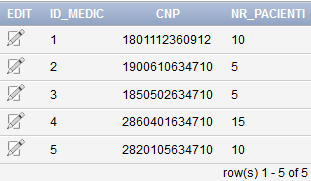 EDIT ID_MEDIC CNP NR_PACIENTI
1 1801112360912 10
2 1900610634710 5
3 1850502634710 5
4 2860401634710 15
5 2820105634710 10
row(s) 1 - 5 of 5